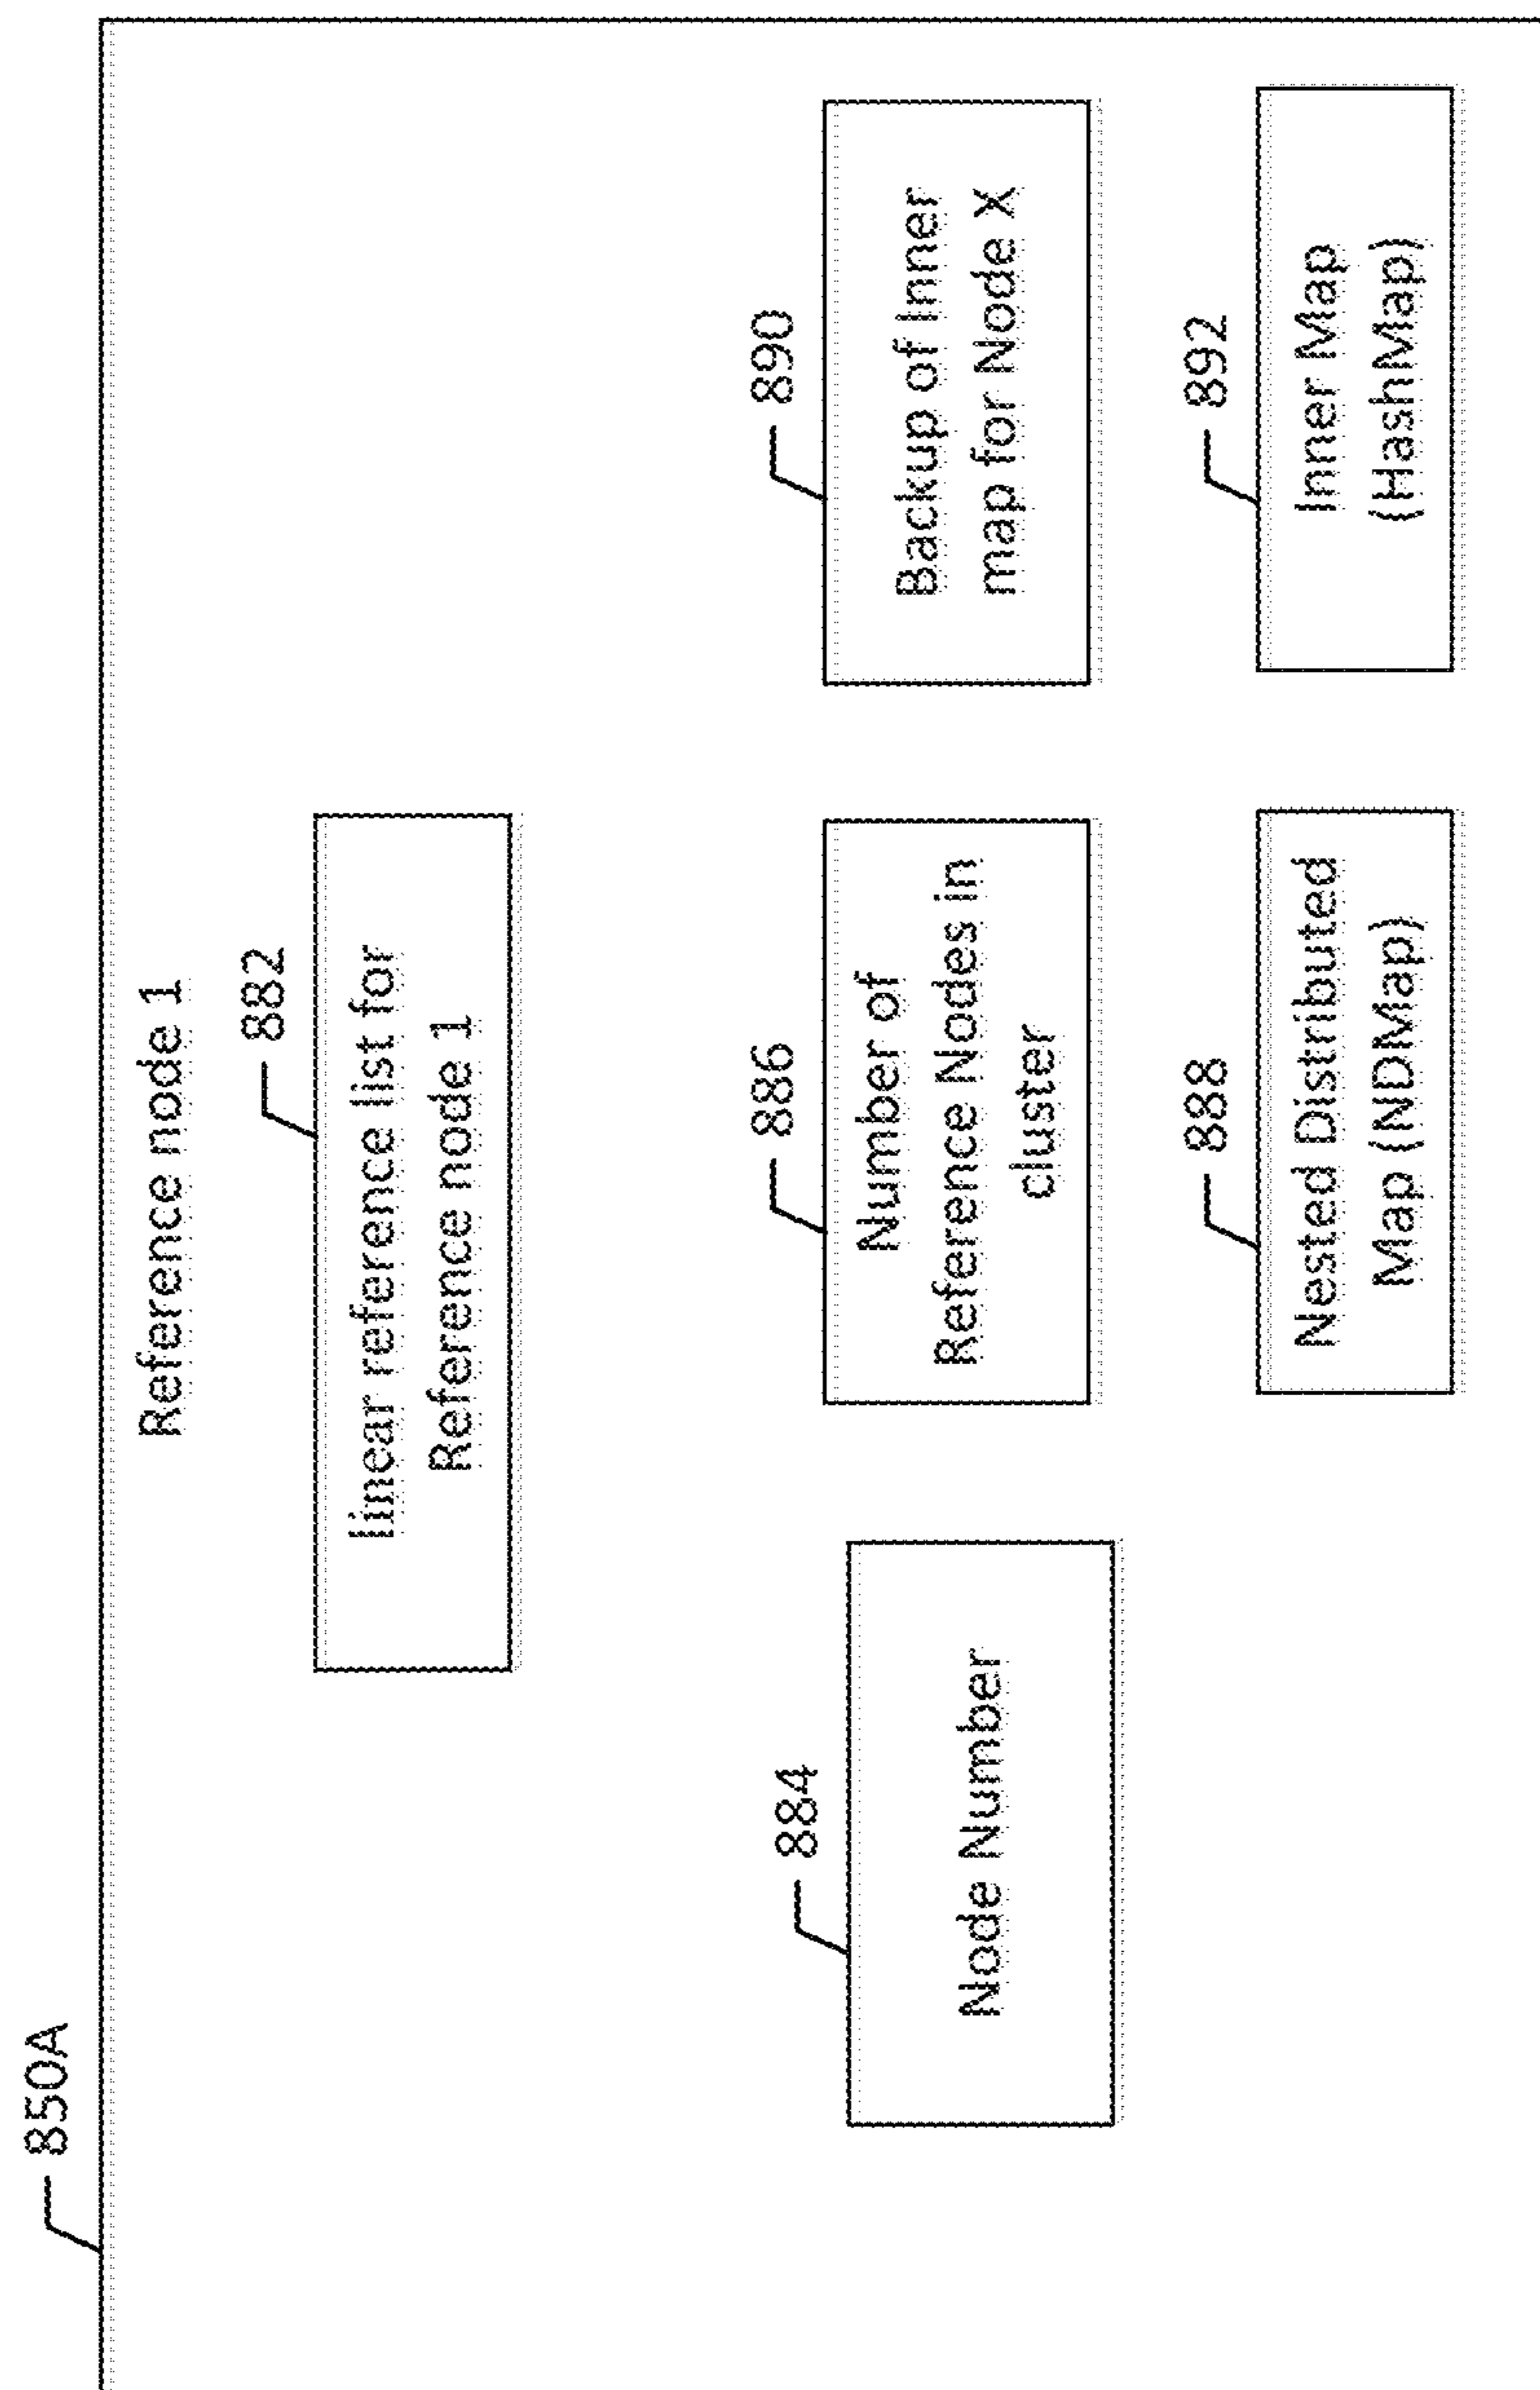 850A
Reference node 1
882
linear reference list for
Reference node 1
884
Node Number
886
Number of
Reference Nodes in
cluster
890
Backup of Inner
map for Node X
888
Nested Distributed
Map (NDMap)
892
Inner Map
(HashMap)